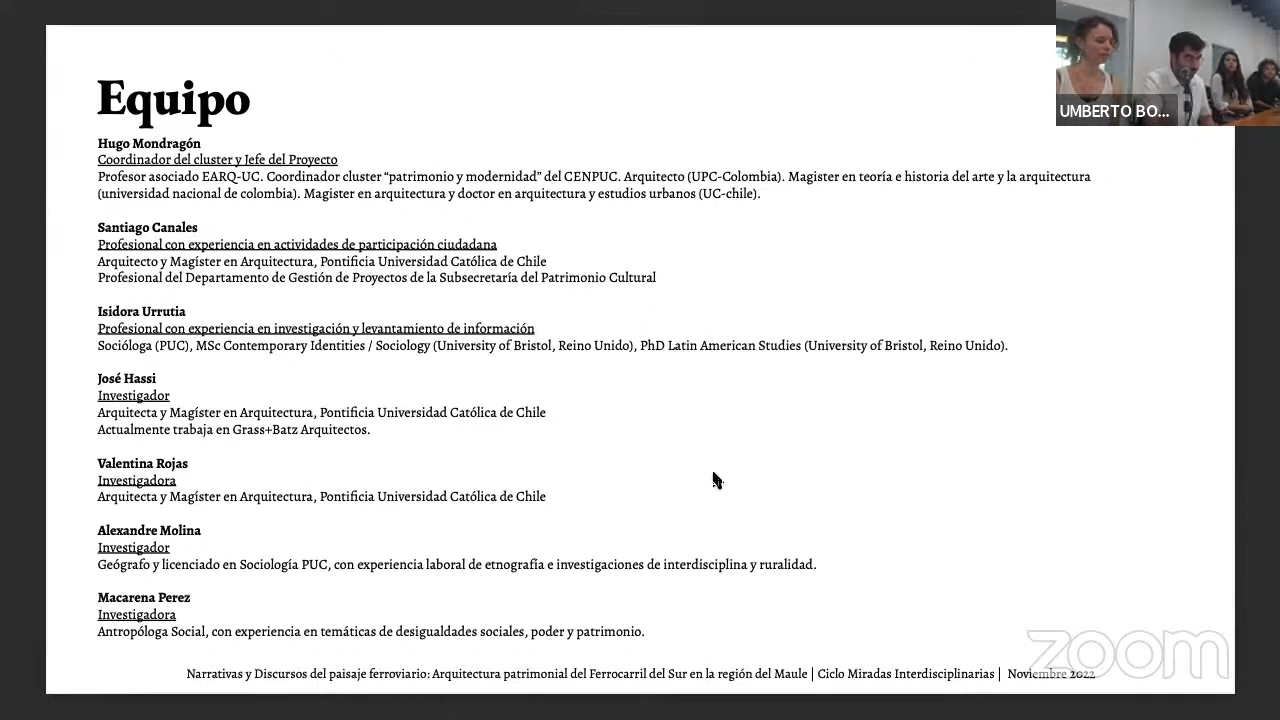 Equipo
Hugo Mondragón
Coordinador del cluster y Jefe del Proyecto
Profesor asociado EARQ-UC. Coordinador cluster “patrimonio y modernidad” del CENPUC. Arquitecto (UPC-Colombia). Magister en teoría e historia del arte y la arquitectura
(universidad nacional de colombia). Magister en arquitectura y doctor en arquitectura y estudios urbanos (UC-chile).
Santiago Canales
Profesional con experiencia en actividades de participación ciudadana
Arquitecto y Magíster en Arquitectura, Pontificia Universidad Católica de Chile
Profesional del Departamento de Gestión de Proyectos de la Subsecretaría del Patrimonio Cultural
Isidora Urrutia
Profesional con experiencia en investigación y levantamiento de información
Socióloga (PUC), MSc Contemporary Identities / Sociology (University of Bristol, Reino Unido), PhD Latin American Studies (University of Bristol, Reino Unido).
José Hassi
Investigador
Arquitecta y Magíster en Arquitectura, Pontificia Universidad Católica de Chile
Actualmente trabaja en Grass+Batz Arquitectos.
Valentina Rojas
Investigadora
Arquitecta y Magíster en Arquitectura, Pontificia Universidad Católica de Chile
Alexandre Molina
Investigador
Geógrafo y licenciado en Sociología PUC, con experiencia laboral de etnografía e investigaciones de interdisciplina y ruralidad.
Macarena Perez
Investigadora
Antropóloga Social, con experiencia en temáticas de desigualdades sociales, poder y patrimonio.
Narrativas y Discursos del paisaje ferroviario: Arquitectura patrimonial del Ferrocarril del Sur en la región del Maule | Ciclo Miradas Interdisciplinarias | Noviembre 2022
UMBERTO BO...
zoom